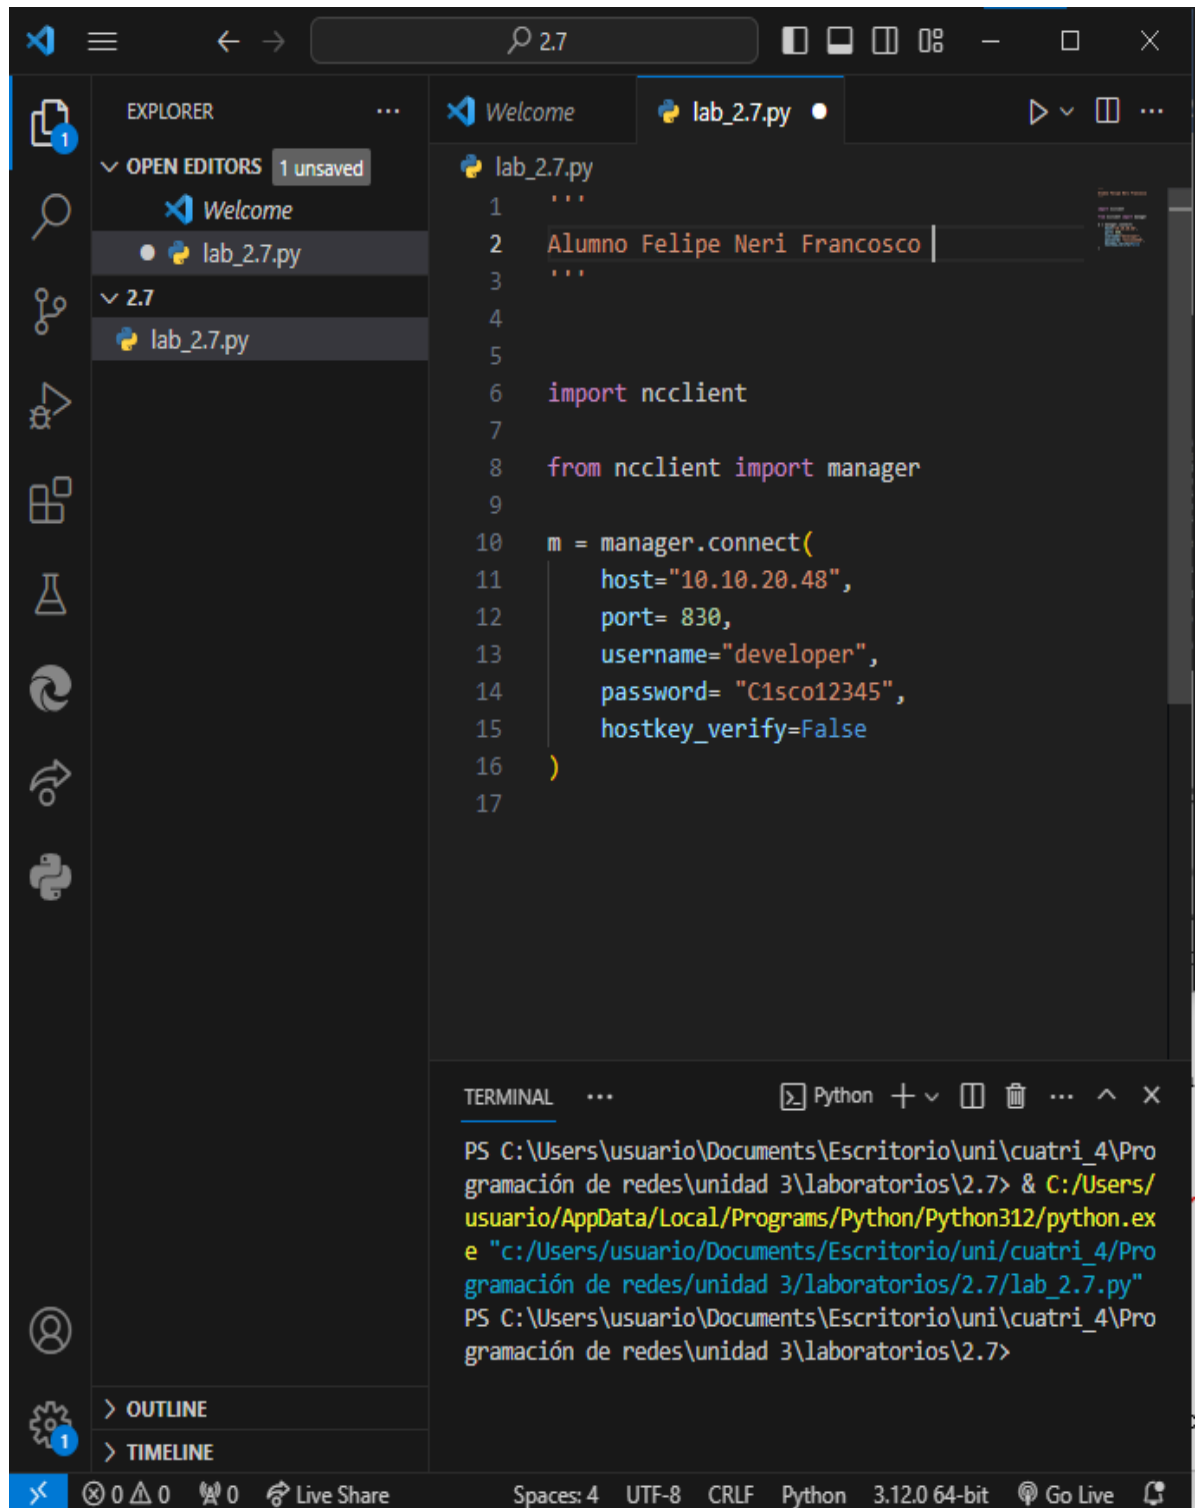 2.7
EXPLORER
OPEN EDITORS 1 unsaved
Welcome
lab_2.7.py
2.7
lab_2.7.py
OUTLINE
TIMELINE
Welcome
lab_2.7.py
lab_2.7.py
1 '''
2 Alumno Felipe Neri Francosco
3 '''
4
5
6 import ncclient
7
8 from ncclient import manager
9
10 m = manager.connect(
11 host="10.10.20.48",
12 port= 830,
13 username="developer",
14 password= "C1sco12345",
15 hostkey_verify=False
16 )
17
TERMINAL
Python
PS C:\Users\usuario\Documents\Escritorio\uni\cuatri_4\Pro
gramación de redes\unidad 3\laboratorios\2.7> & C:/Users/
usuario/AppData/Local/Programs/Python/Python312/python.ex
e "c:/Users/usuario/Documents/Escritorio/uni/cuatri_4/Pro
gramación de redes/unidad 3/laboratorios/2.7/lab_2.7.py"
PS C:\Users\usuario\Documents\Escritorio\uni\cuatri_4\Pro
gramación de redes\unidad 3\laboratorios\2.7>
1
1
0 0 0 Live Share Spaces: 4 UTF-8 CRLF Python 3.12.0 64-bit Go Live